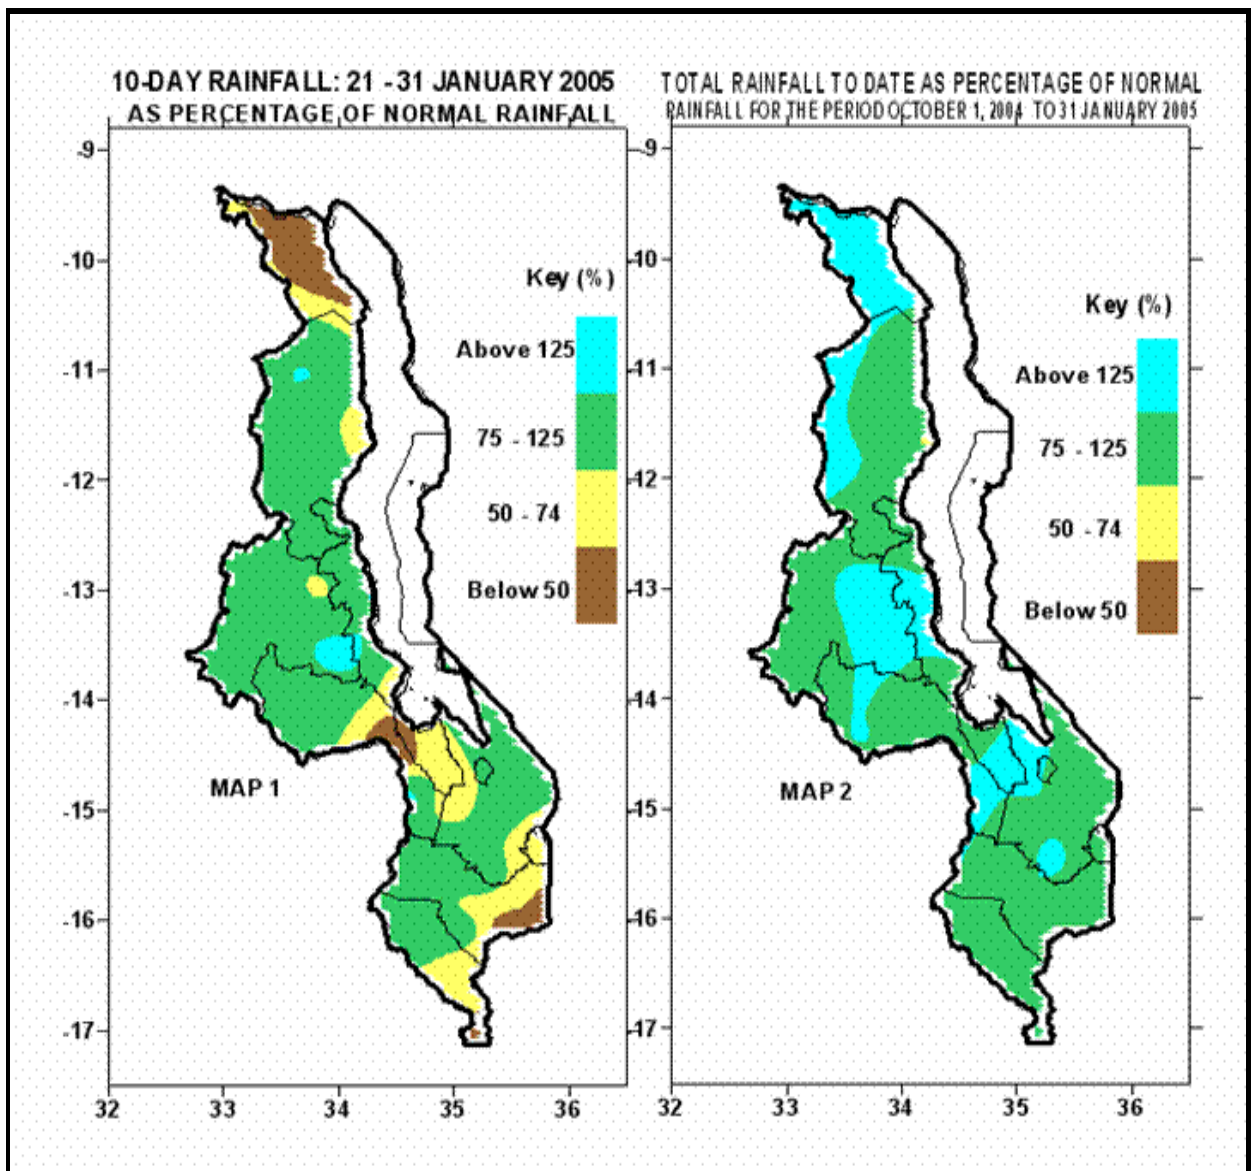 10-DAY RAINFALL: 21 - 31 JANUARY 2005
AS PERCENTAGE OF NORMAL RAINFALL
-9
-10
-11
-12
-13
-14
-15
-16
-17
32
33
34
35
36
Key (%)
Above 125
75 - 125
50 - 74
Below 50
MAP 1
TOTAL RAINFALL TO DATE AS PERCENTAGE OF NORMAL
RAINFALL FOR THE PERIOD OCTOBER 1, 2004 TO 31 JANUARY 2005
-9
-10
-11
-12
-13
-14
-15
-16
-17
32
33
34
35
36
Key (%)
Above 125
75 - 125
50 - 74
Below 50
MAP 2